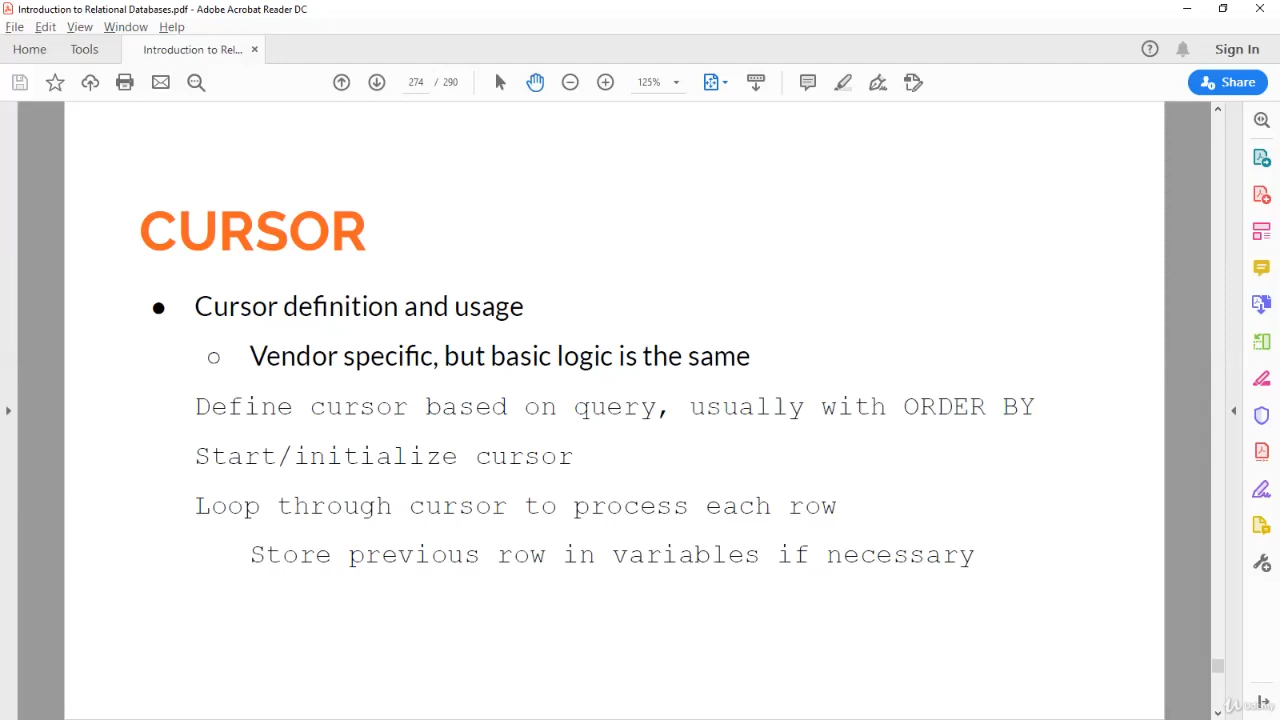 Introduction to Relational Databases.pdf - Adobe Acrobat Reader DC
File Edit View Window Help
Home Tools Introduction to Rel... × Sign In
274 / 290 125% Share
CURSOR
● Cursor definition and usage
○ Vendor specific, but basic logic is the same
Define cursor based on query, usually with ORDER BY
Start/initialize cursor
Loop through cursor to process each row
Store previous row in variables if necessary
Udemy